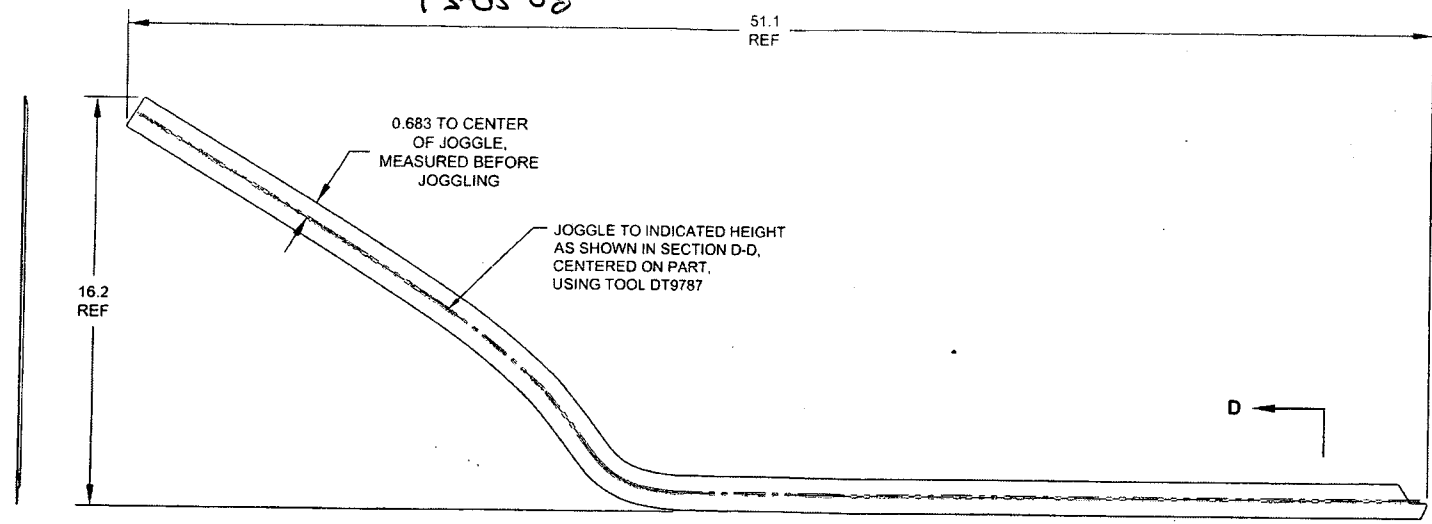 51.1
REF
0.683 TO CENTER
OF JOGGLE,
MEASURED BEFORE
JOGGLING
JOGGLE TO INDICATED HEIGHT
AS SHOWN IN SECTION D-D,
CENTERED ON PART,
USING TOOL DT9787
16.2
REF
D